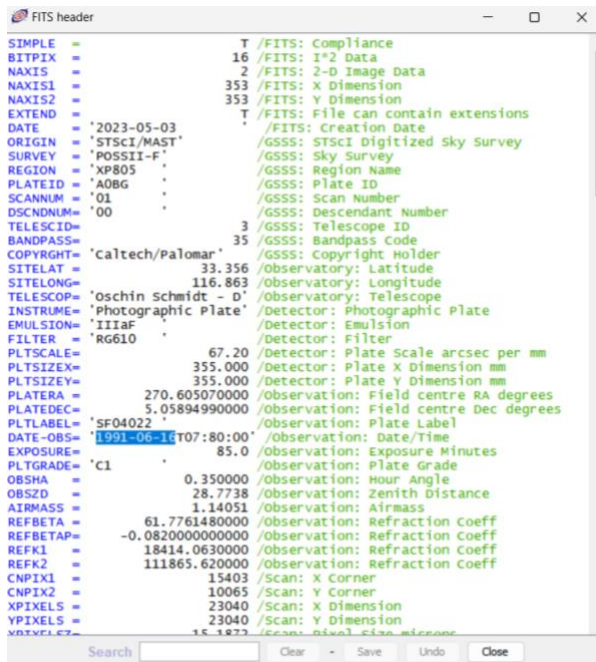 FITS header
SIMPLE  =                    T /FITS: Compliance
BITPIX  =                   16 /FITS: I*2 Data
NAXIS   =                    2 /FITS: 2-D Image Data
NAXIS1  =                  353 /FITS: X Dimension
NAXIS2  =                  353 /FITS: Y Dimension
EXTEND  =                    T /FITS: File can contain extensions
DATE    = '2023-05-03        '   /FITS: Creation Date
ORIGIN  = 'STScI/MAST'         /GSSS: STScI Digitized Sky Survey
SURVEY  = 'POSSII-F'           /GSSS: Sky Survey
REGION  = 'XP805   '           /GSSS: Region Name
PLATEID = 'A0BG    '           /GSSS: Plate ID
SCANNUM = '01      '           /GSSS: Scan Number
DSCNDNUM= '00      '           /GSSS: Descendant Number
TELESCID=                    3 /GSSS: Telescope ID
BANDPASS=                   35 /GSSS: Bandpass Code
COPYRGHT= 'Caltech/Palomar'    /GSSS: Copyright Holder
SITELAT =               33.356 /Observatory: Latitude
SITELONG=              116.863 /Observatory: Longitude
TELESCOP= 'Oschin Schmidt - D' /Observatory: Telescope
INSTRUME= 'Photographic Plate' /Detector: Photographic Plate
EMULSION= 'IIIaF   '           /Detector: Emulsion
FILTER  = 'RG610   '           /Detector: Filter
PLTSCALE=                67.20 /Detector: Plate Scale arcsec per mm
PLTSIZEX=              355.000 /Detector: Plate X Dimension mm
PLTSIZEY=              355.000 /Detector: Plate Y Dimension mm
PLATERA =        270.605070000 /Observation: Field centre RA degrees
PLATEDEC=        5.05894990000 /Observation: Field centre Dec degrees
PLTLABEL= 'SF04022 '           /Observation: Plate Label
DATE-OBS= '1991-06-16T07:80:00'  /Observation: Date/Time
EXPOSURE=                 85.0 /Observation: Exposure Minutes
PLTGRADE= 'C1      '           /Observation: Plate Grade
OBSHA   =             0.350000 /Observation: Hour Angle
OBSZD   =              28.7738 /Observation: Zenith Distance
AIRMASS =              1.14051 /Observation: Airmass
REFBETA =        61.7761480000 /Observation: Refraction Coeff
REFBETAP=     -0.0820000000000 /Observation: Refraction Coeff
REFK1   =        18414.0630000 /Observation: Refraction Coeff
REFK2   =        111865.620000 /Observation: Refraction Coeff
CNPIX1  =                15403 /Scan: X Corner
CNPIX2  =                10065 /Scan: Y Corner
XPIXELS =                23040 /Scan: X Dimension
YPIXELS =                23040 /Scan: Y Dimension
XPIXELSZ=              15.1872 /Scan: Pixel Size microns
Search Clear - Save Undo Close